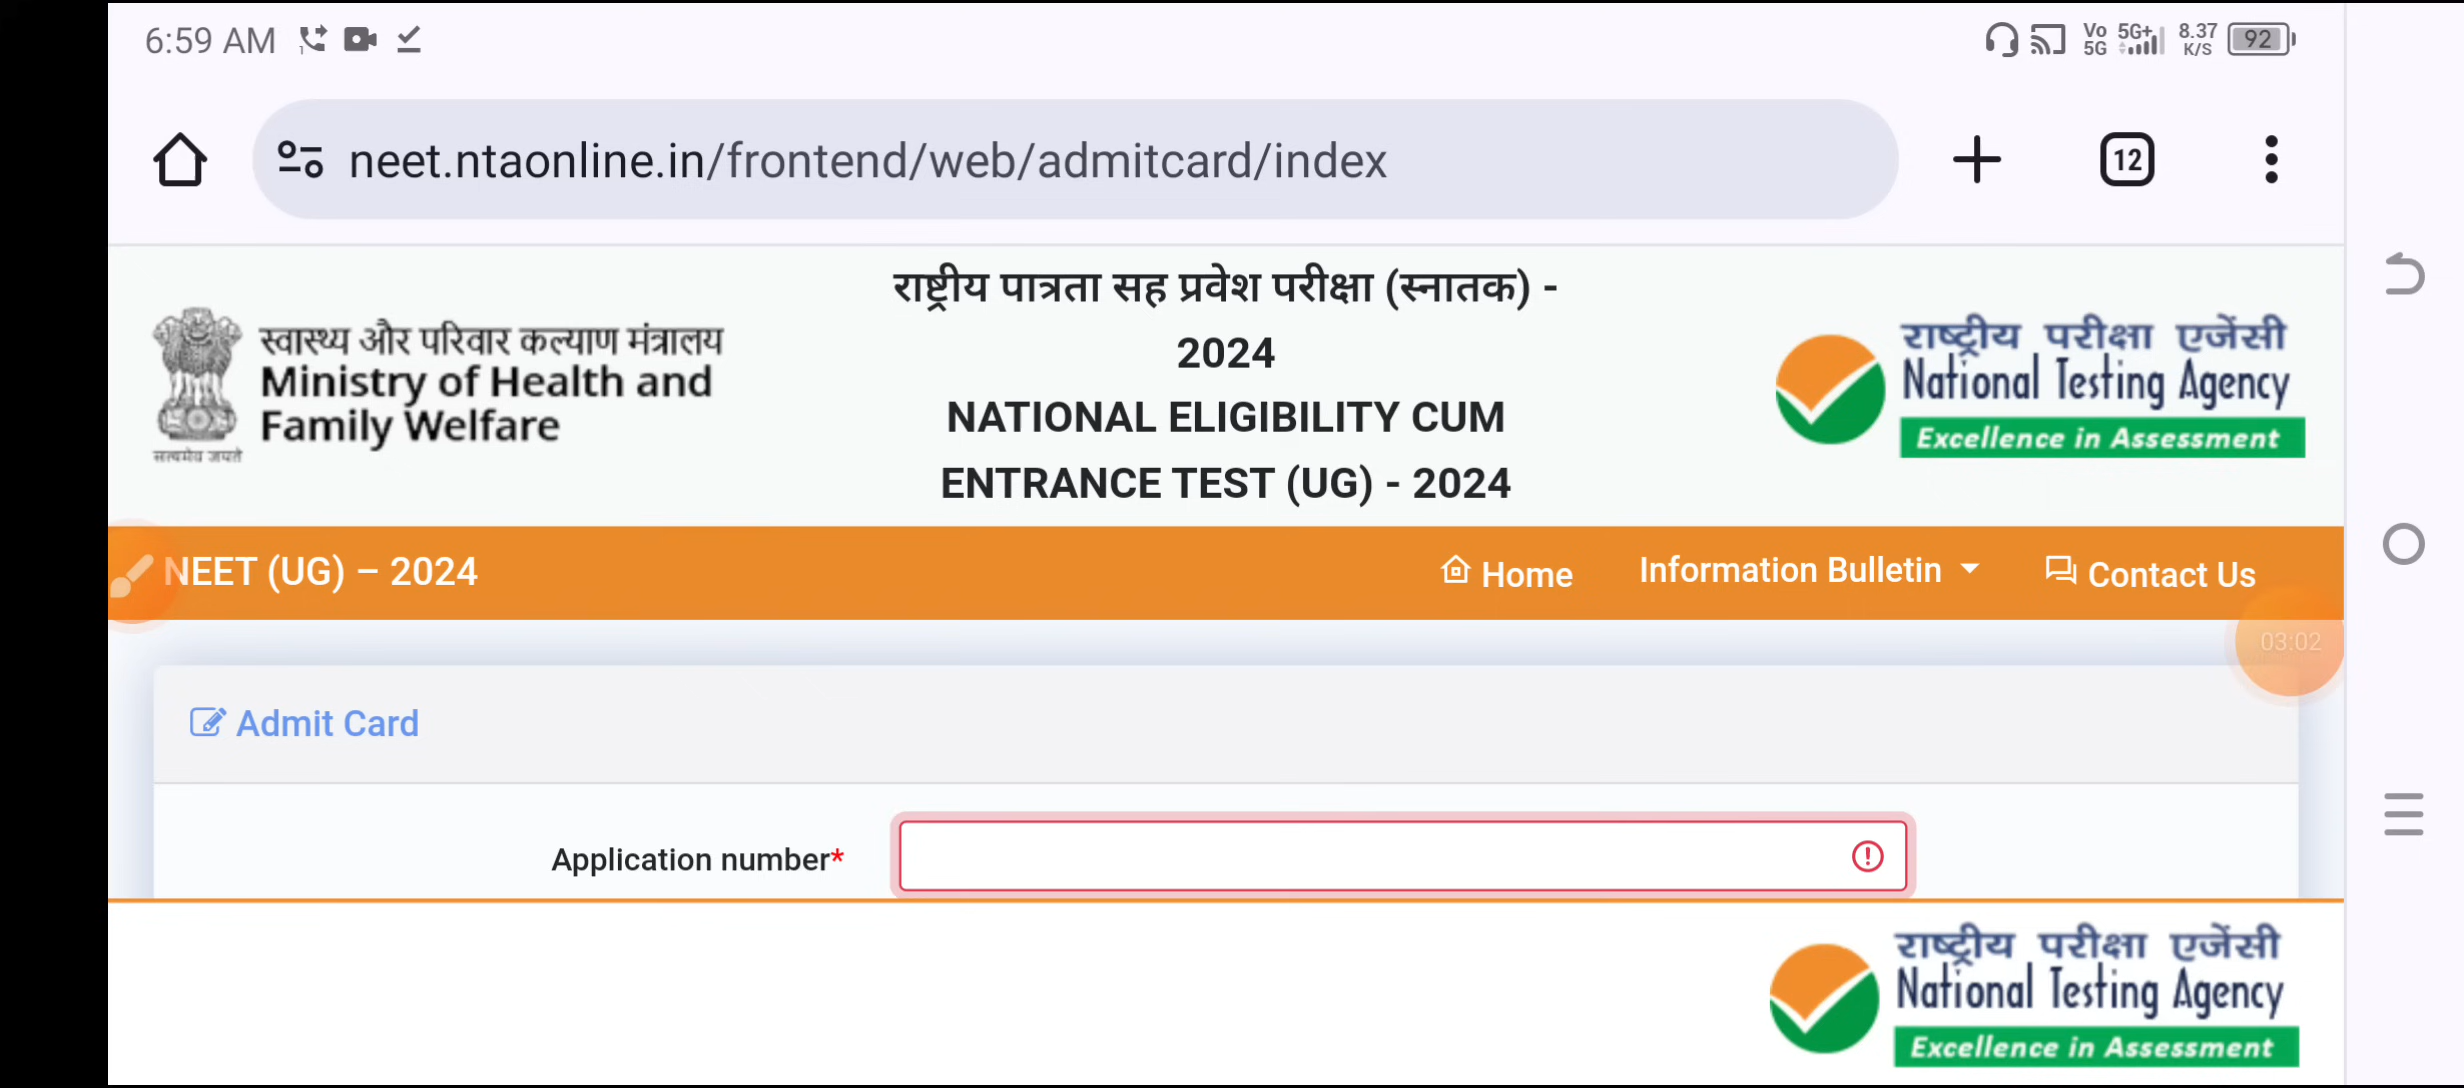 6:59 AM
Vo 5G 5G+ 8.37 K/S 92
neet.ntaonline.in/frontend/web/admitcard/index
12
स्वास्थ्य और परिवार कल्याण मंत्रालय
Ministry of Health and
Family Welfare
सत्यमेव जयते
राष्ट्रीय पात्रता सह प्रवेश परीक्षा (स्नातक) -
2024
NATIONAL ELIGIBILITY CUM
ENTRANCE TEST (UG) - 2024
राष्ट्रीय परीक्षा एजेंसी
National Testing Agency
Excellence in Assessment
NEET (UG) – 2024
Home Information Bulletin Contact Us
03:02
Admit Card
Application number*
राष्ट्रीय परीक्षा एजेंसी
National Testing Agency
Excellence in Assessment